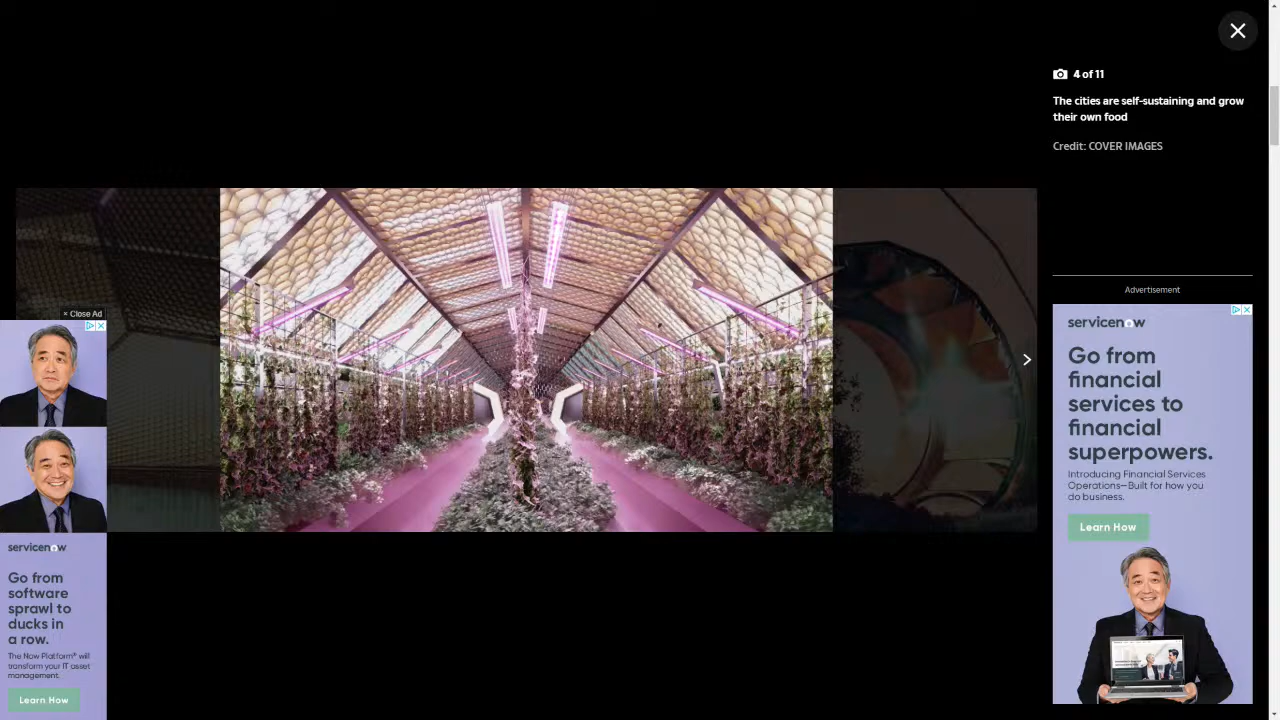 4 of 11
The cities are self-sustaining and grow
their own food
Credit: COVER IMAGES
× Close Ad
servicenow
Go from
software
sprawl to
ducks in
a row.
The Now Platform® will
transform your IT asset
management.
Learn How
Advertisement
servicenow
Go from
financial
services to
financial
superpowers.
Introducing Financial Services
Operations—Built for how you
do business.
Learn How